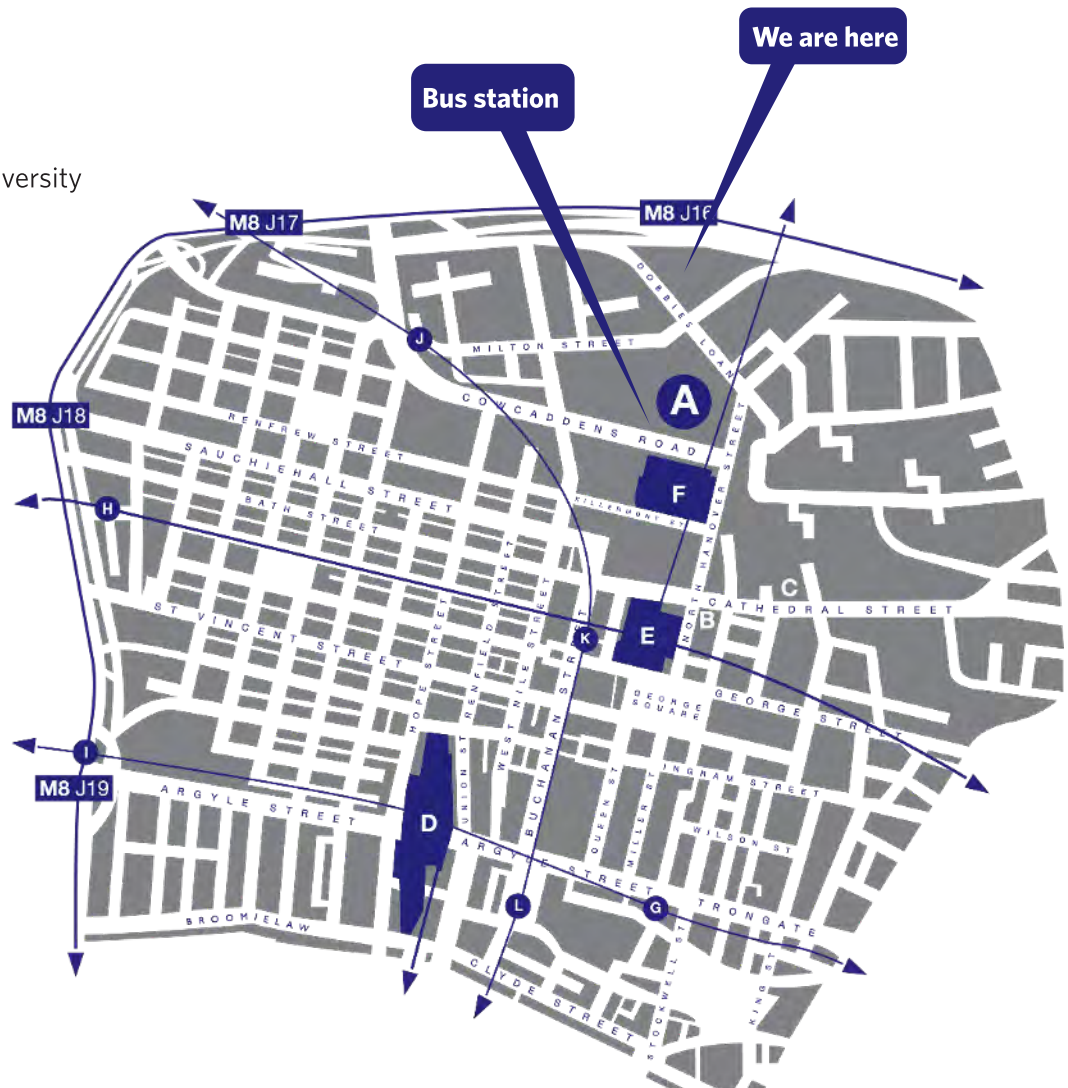 We are here
Bus station
versity
M8 J16
M8 J17
DOBBIES LOAN
J
MILTON STREET
A
M8 J18
COWCADDENS ROAD
RENFREW STREET
SAUCHIEHALL STREET
F
BATH STREET
KILLERMONT ST
H
NORTH HANOVER STREET
C
CATHEDRAL STREET
B
ST VINCENT STREET
E
K
HOPE STREET
RENFIELD STREET
WEST NILE STREET
BUCHANAN STREET
GEORGE
SQUARE
GEORGE STREET
I
M8 J19
INGRAM STREET
ARGYLE STREET
UNION ST
D
QUEEN ST
MILLER ST
WILSON ST
ARGYLE STREET
L
G
TRONGATE
BROOMIELAW
CLYDE STREET
STOCKWELL ST
KING ST